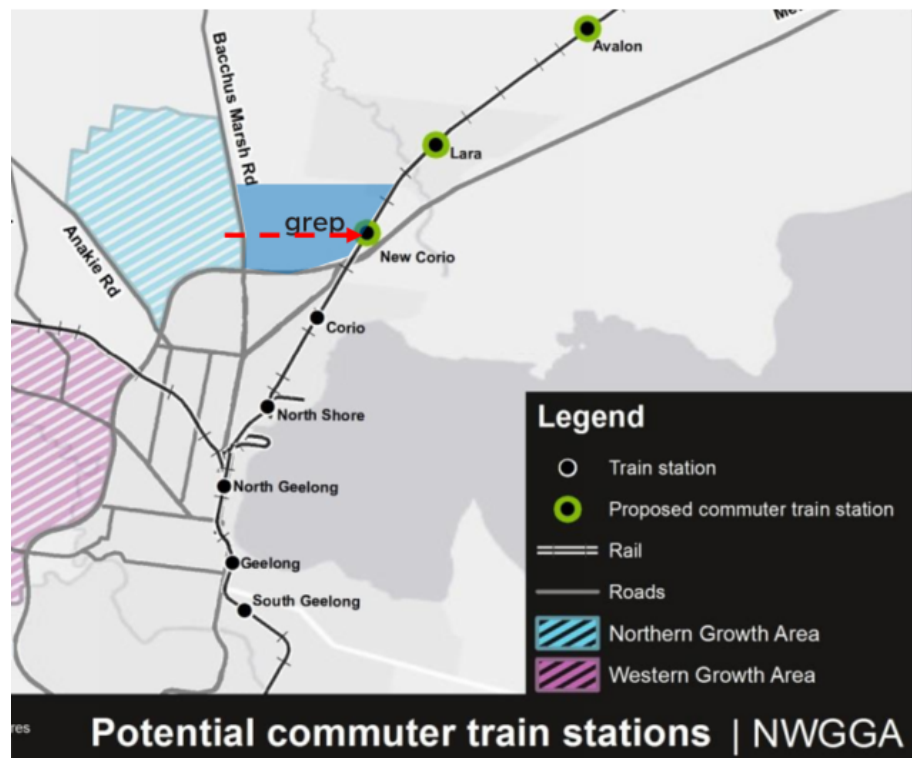 Avalon
Bacchus Marsh Rd
Lara
grep
Anakie Rd
New Corio
Corio
North Shore
North Geelong
Geelong
South Geelong
Legend
Train station
Proposed commuter train station
Rail
Roads
Northern Growth Area
Western Growth Area
Potential commuter train stations | NWGGA